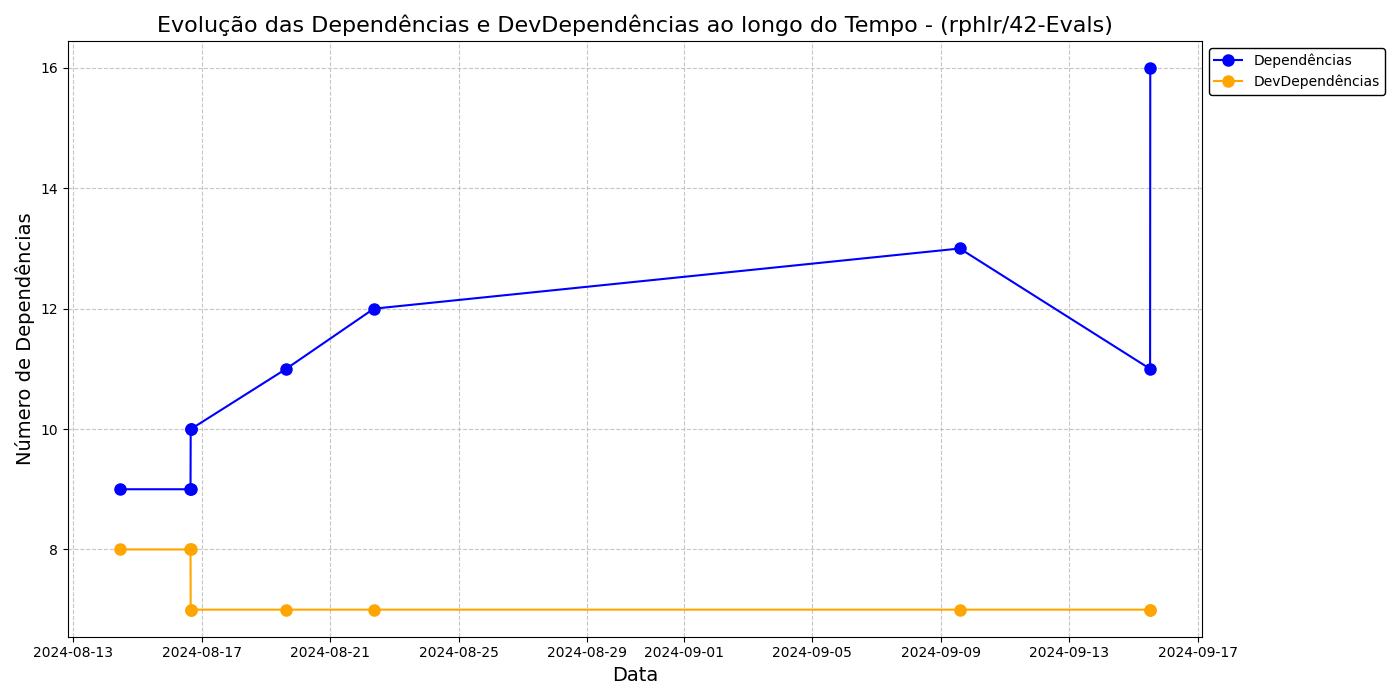 Evolução das Dependências e DevDependências ao longo do Tempo - (rphlr/42-Evals)
Dependências
DevDependências
Número de Dependências
16
14
12
10
8
2024-08-13 2024-08-17 2024-08-21 2024-08-25 2024-08-29 2024-09-01 2024-09-05 2024-09-09 2024-09-13 2024-09-17
Data